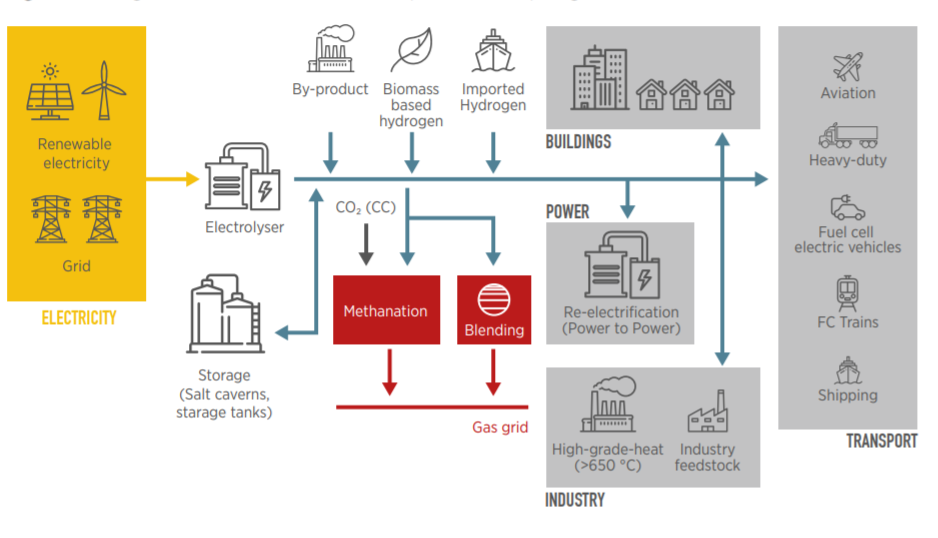 Renewable
electricity
Grid
ELECTRICITY
Electrolyser
Storage
(Salt caverns,
starage tanks)
By-product
Biomass
based
hydrogen
Imported
Hydrogen
CO₂ (CC)
Methanation
Blending
Gas grid
BUILDINGS
POWER
Re-electrification
(Power to Power)
High-grade-heat
(>650 °C)
Industry
feedstock
INDUSTRY
Aviation
Heavy-duty
Fuel cell
electric vehicles
FC Trains
Shipping
TRANSPORT